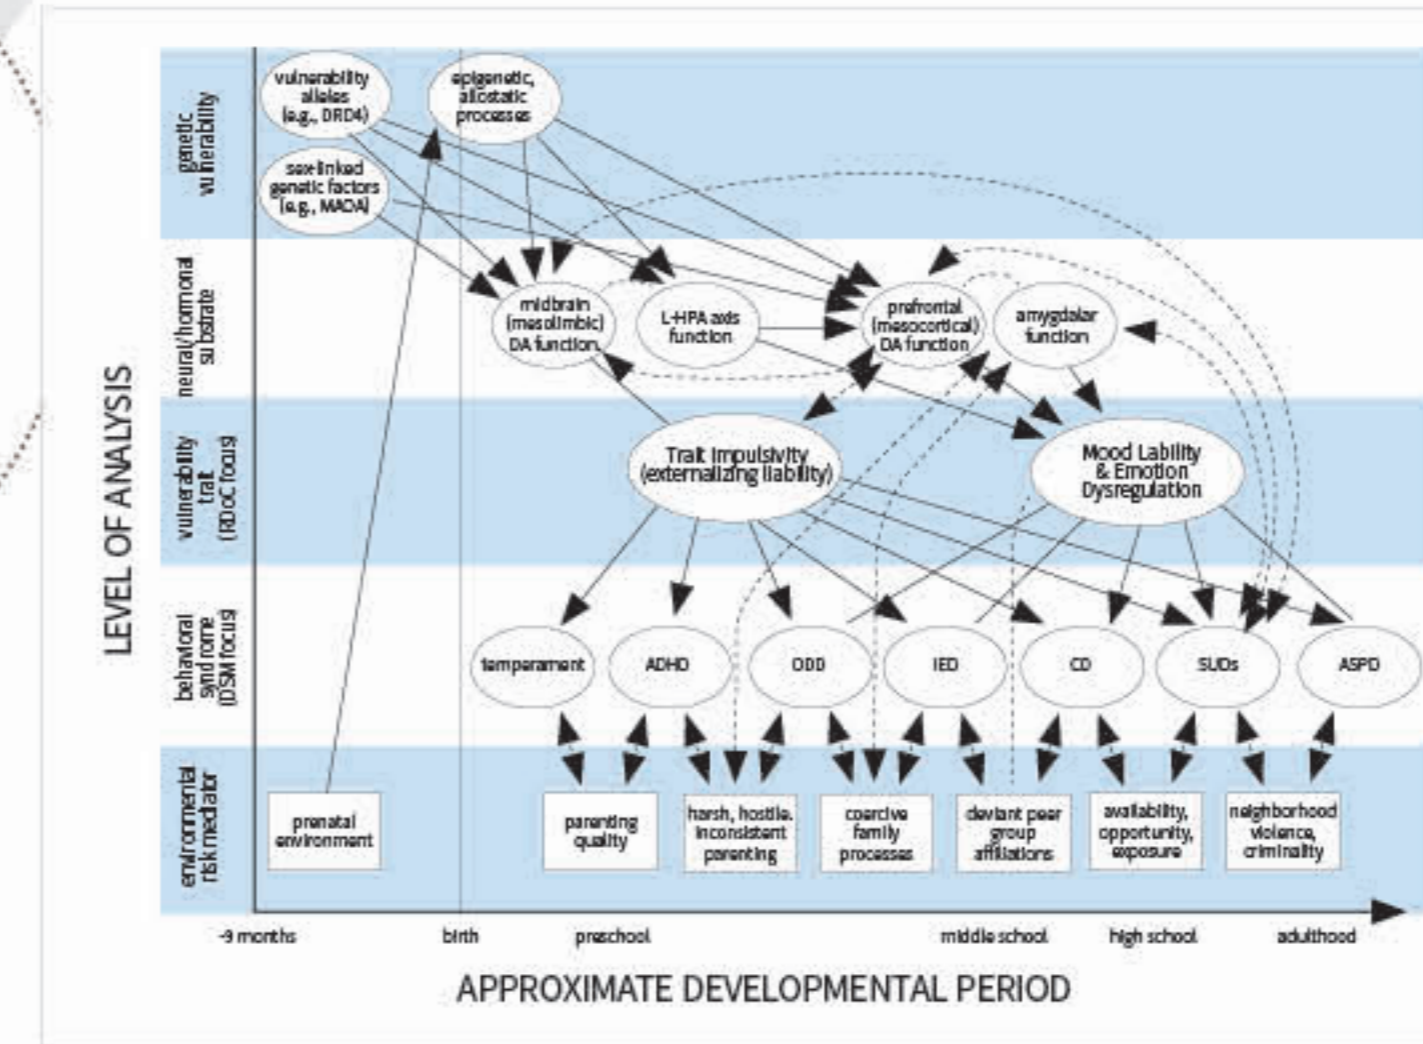 LEVEL OF ANALYSIS
genetic
vulnerability
vulnerability
alleles
(e.g., DRD4)
epigenetic,
allostatic
processes
sex-linked
genetic factors
(e.g., MAOA)
neural/hormonal
substrate
midbrain
(mesolimbic)
DA function
L-HPA axis
function
prefrontal
(mesocortical)
DA function
amygdalar
function
vulnerability
trait
(RDoC focus)
Trait Impulsivity
(externalizing liability)
Mood Lability
& Emotion
Dysregulation
behavioral
syndrome
(DSM focus)
temperament
ADHD
ODD
IED
CD
SUDs
ASPD
environmental
risk mediator
prenatal
environment
parenting
quality
harsh, hostile.
inconsistent
parenting
coercive
family
processes
deviant peer
group
affiliations
availability,
opportunity,
exposure
neighborhood
violence,
criminality
-9 months
birth
preschool
middle school
high school
adulthood
APPROXIMATE DEVELOPMENTAL PERIOD